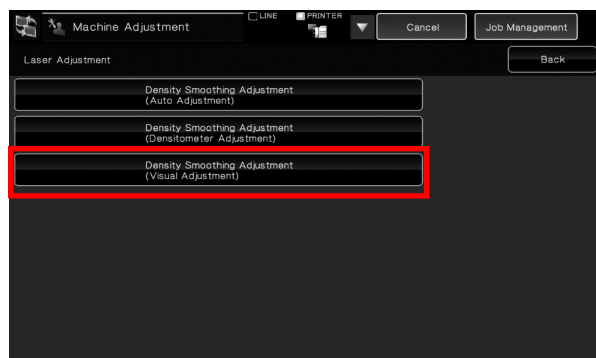 Machine Adjustment
LINE
PRINTER
Cancel
Job Management
Laser Adjustment
Back
Density Smoothing Adjustment
(Auto Adjustment)
Density Smoothing Adjustment
(Densitometer Adjustment)
Density Smoothing Adjustment
(Visual Adjustment)